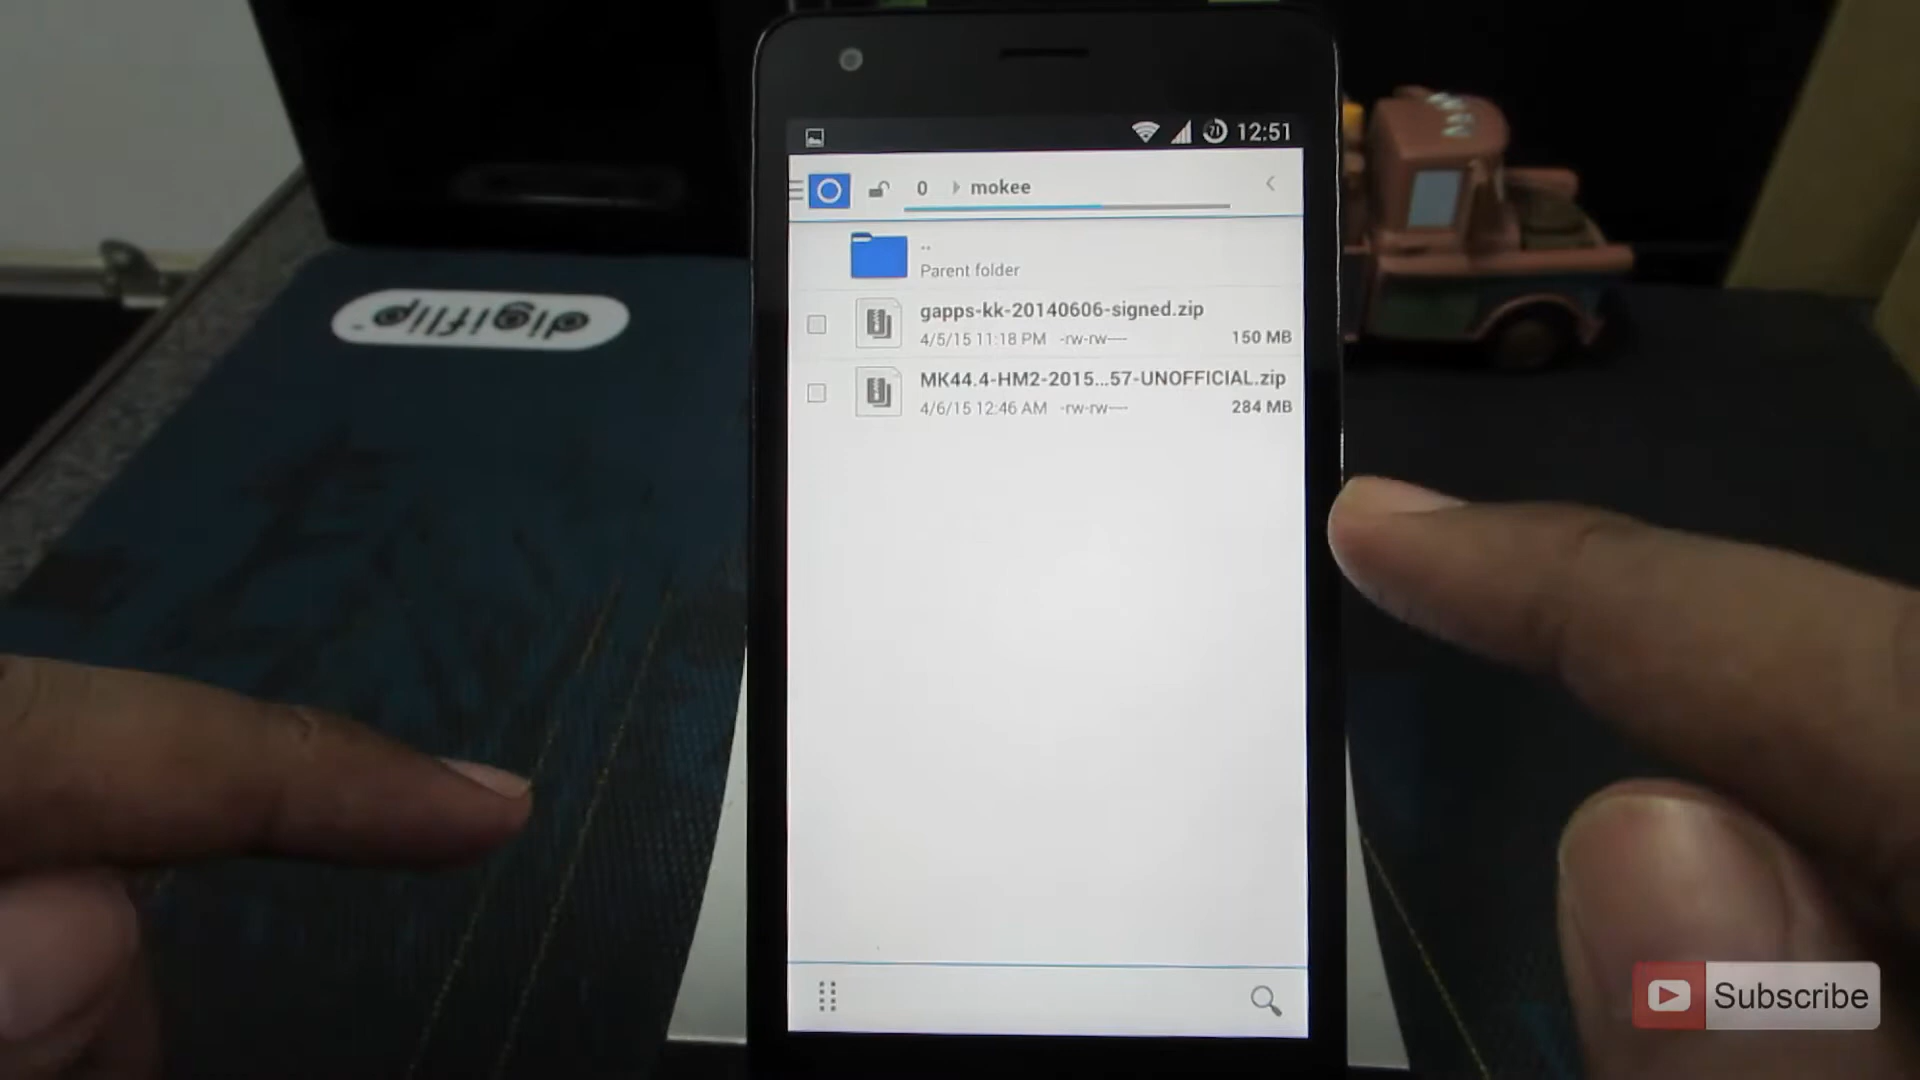 digiflip
71 12:51
0 mokee
..
Parent folder
gapps-kk-20140606-signed.zip
4/5/15 11:18 PM -rw-rw---- 150 MB
MK44.4-HM2-2015...57-UNOFFICIAL.zip
4/6/15 12:46 AM -rw-rw---- 284 MB
Subscribe